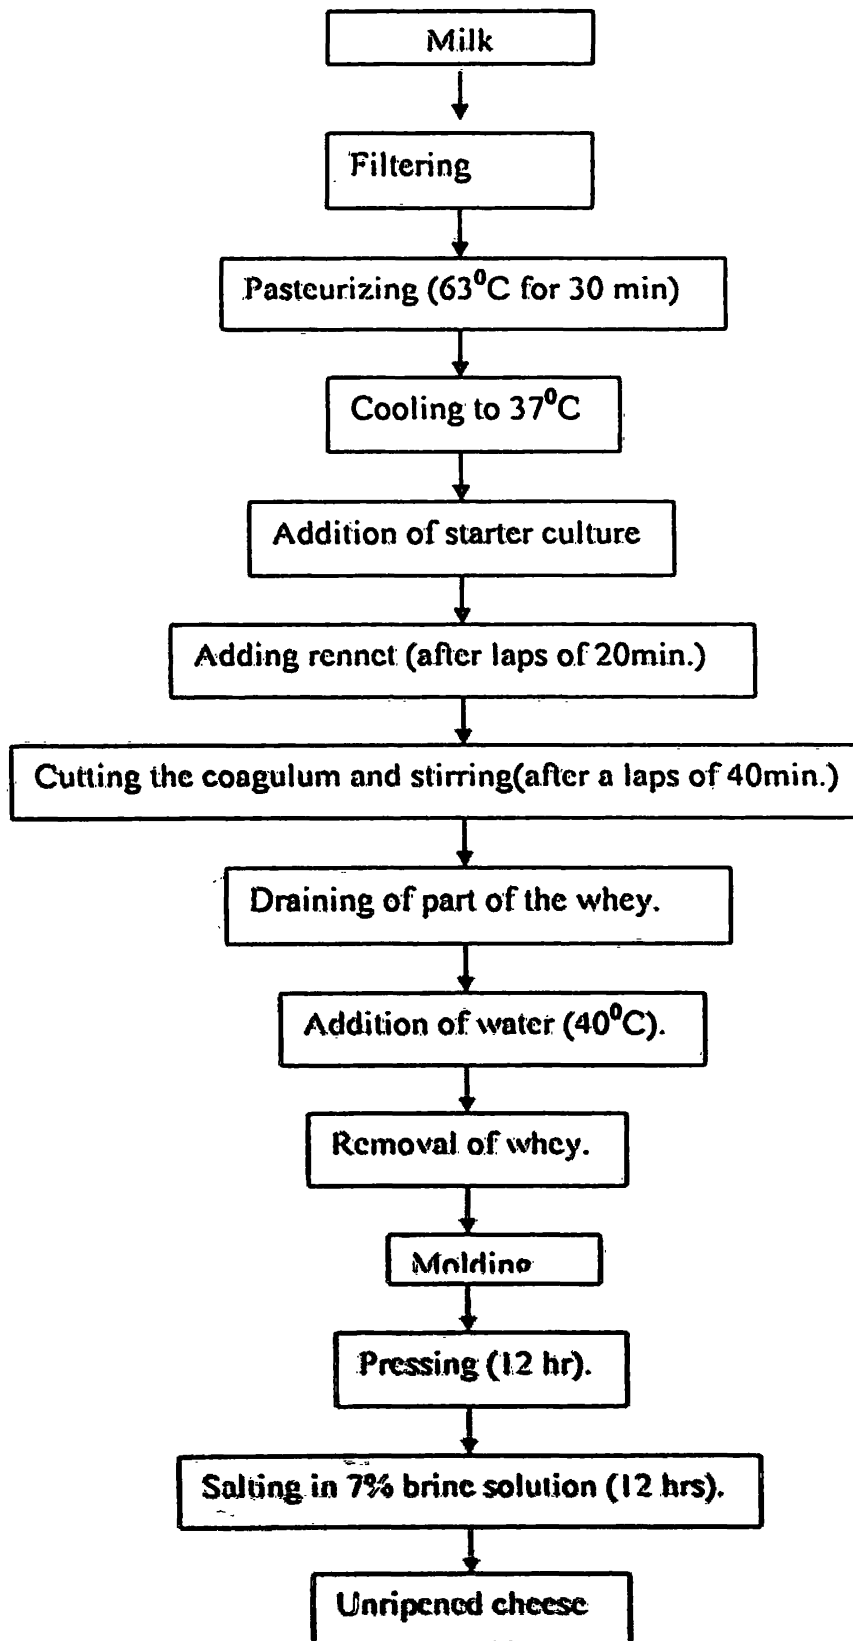 Milk
Filtering
Pasteurizing (63⁰C for 30 min)
Cooling to 37⁰C
Addition of starter culture
Adding rennet (after laps of 20min.)
Cutting the coagulum and stirring(after a laps of 40min.)
Draining of part of the whey.
Addition of water (40⁰C).
Removal of whey.
Molding
Pressing (12 hr).
Salting in 7% brine solution (12 hrs).
Unripened cheese